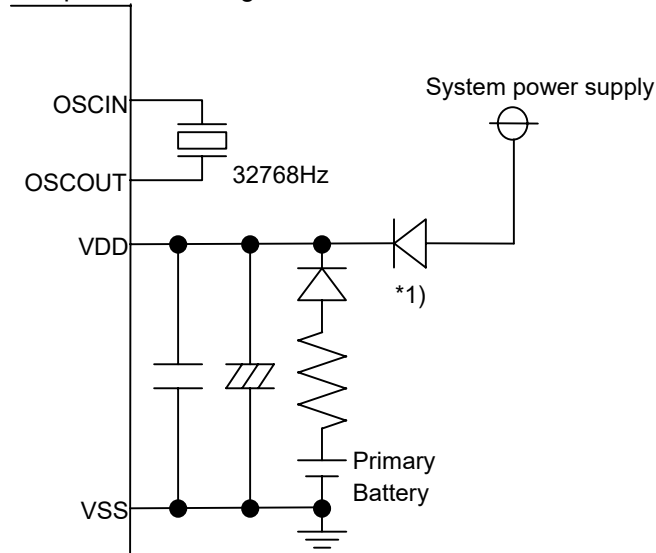 System power supply
OSCIN
OSCOUT
32768Hz
VDD
*1)
Primary
Battery
VSS